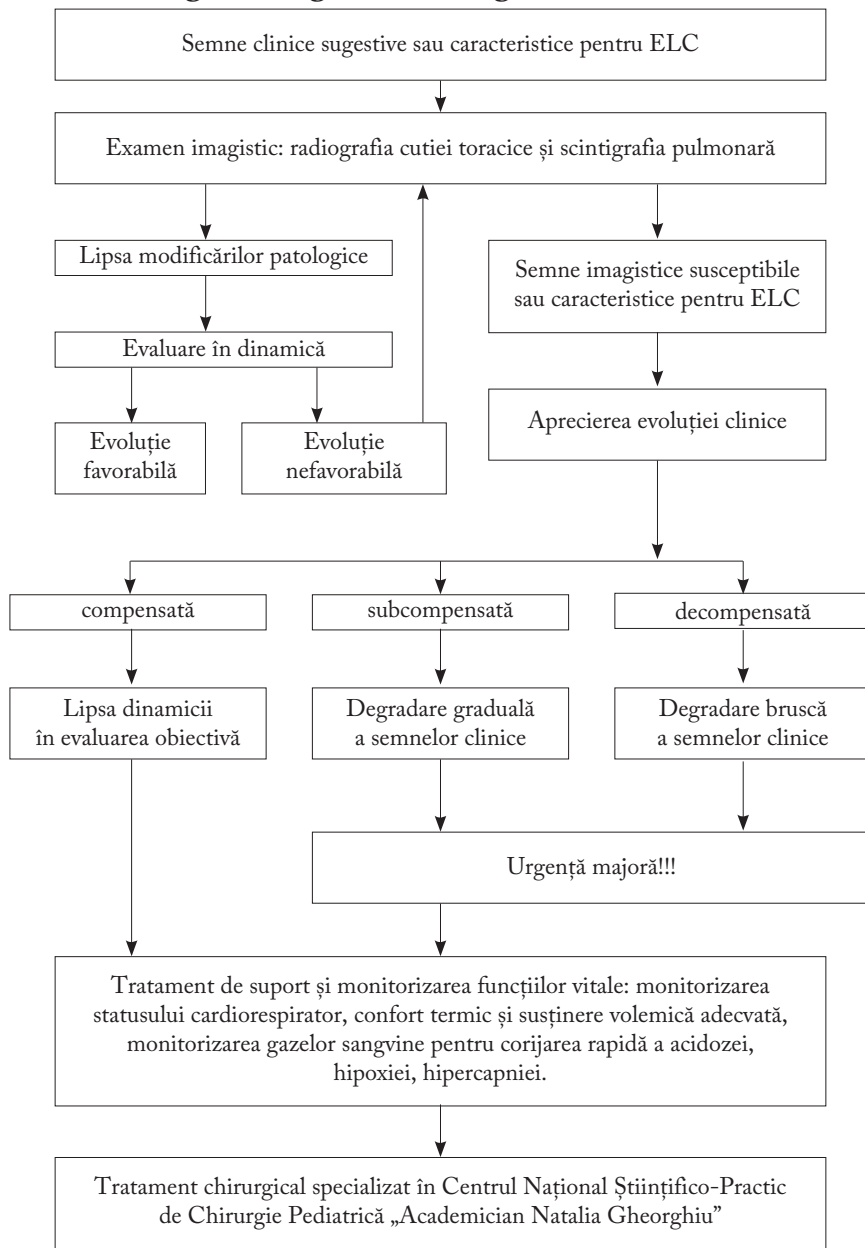 Semne clinice sugestive sau caracteristice pentru ELC
Examen imagistic: radiografia cutiei toracice și scintigrafia pulmonară
Lipsa modificărilor patologice
Semne imagistice susceptibile
sau caracteristice pentru ELC
Evaluare în dinamică
Evoluție
favorabilă
Evoluție
nefavorabilă
Aprecierea evoluției clinice
compensată
subcompensată
decompensată
Lipsa dinamicii
în evaluarea obiectivă
Degradare graduală
a semnelor clinice
Degradare bruscă
a semnelor clinice
Urgență majoră!!!
Tratament de suport și monitorizarea funcțiilor vitale: monitorizarea
statusului cardiorespirator, confort termic și susținere volemică adecvată,
monitorizarea gazelor sangvine pentru corijarea rapidă a acidozei,
hipoxiei, hipercapniei.
Tratament chirurgical specializat în Centrul Național Științifico-Practic
de Chirurgie Pediatrică „Academician Natalia Gheorghiu”